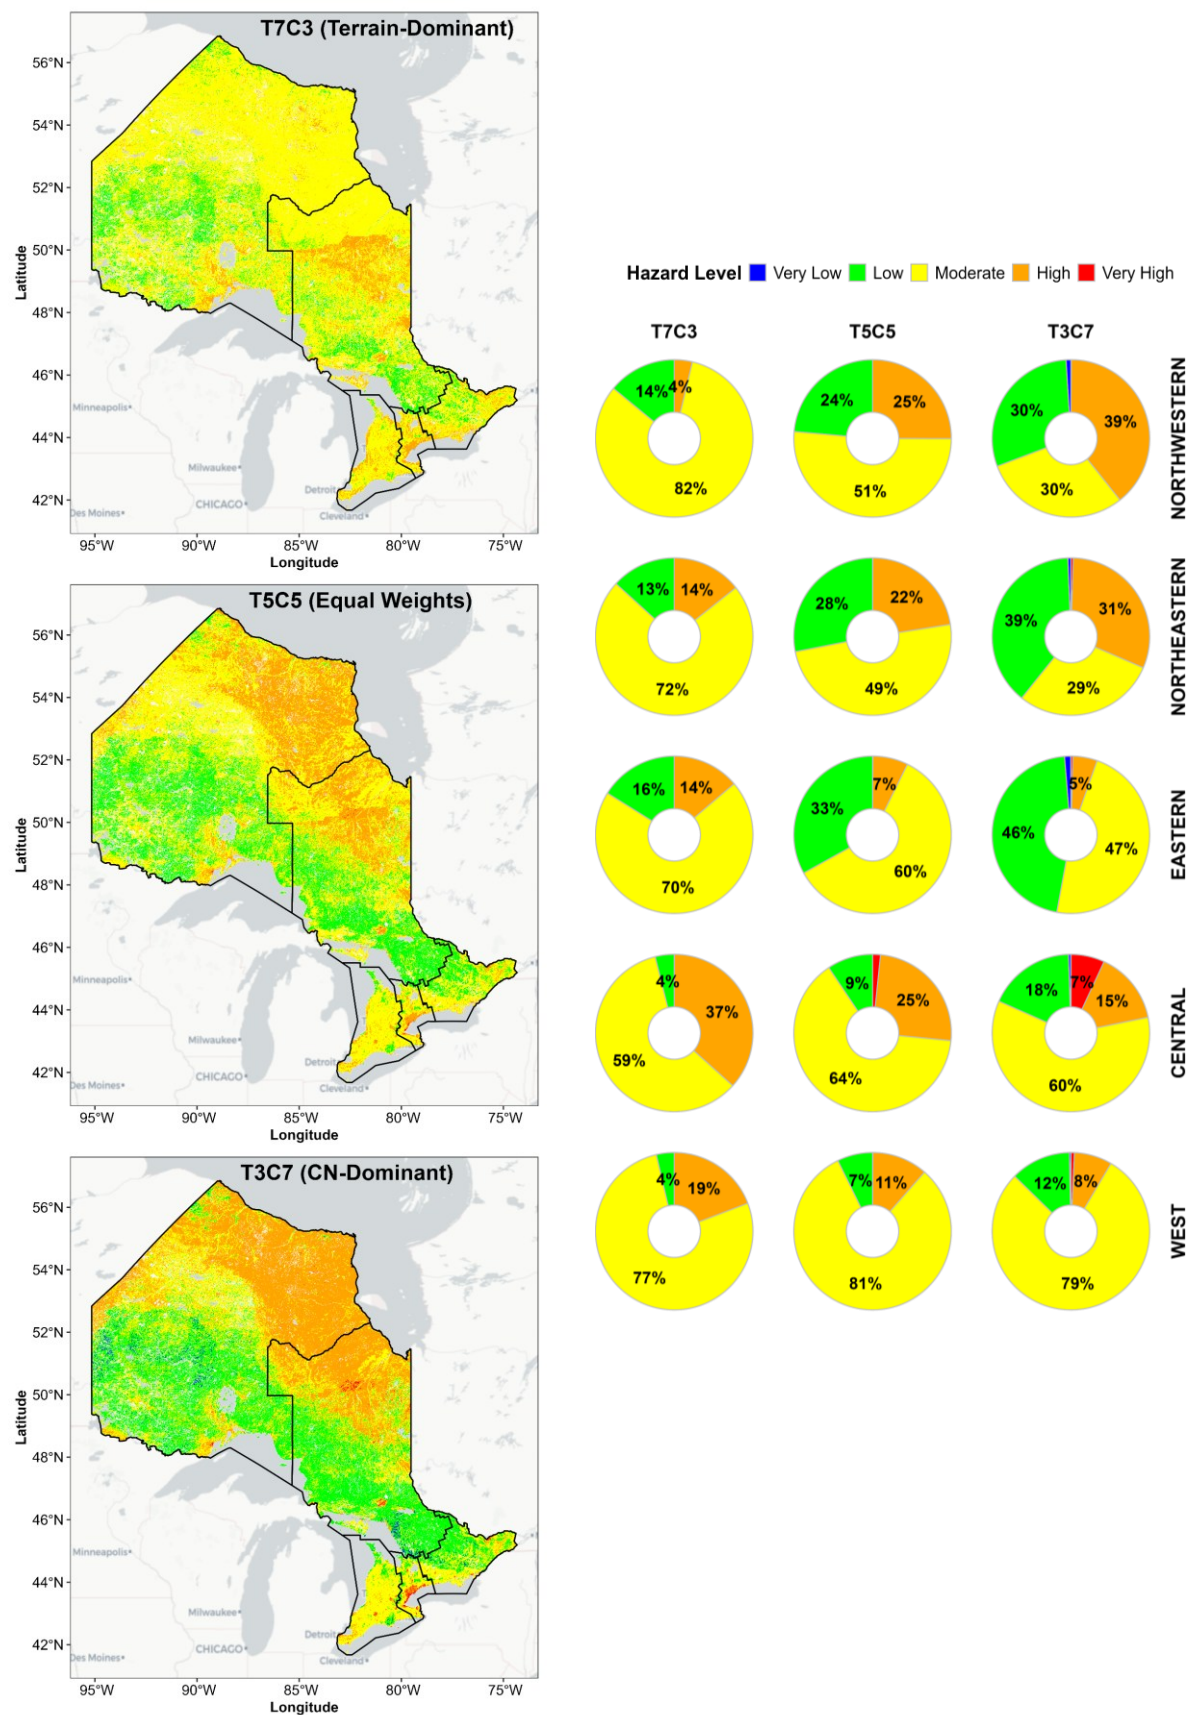 T7C3 (Terrain-Dominant)
56°N
54°N
52°N
50°N
48°N
46°N
44°N
42°N
Latitude
Minneapolis
Milwaukee
CHICAGO
Detroit
Des Moines
Cleveland
95°W 90°W 85°W 80°W 75°W
Longitude
T5C5 (Equal Weights)
56°N
54°N
52°N
50°N
48°N
46°N
44°N
42°N
Latitude
Minneapolis
Milwaukee
CHICAGO
Detroit
Des Moines
Cleveland
95°W 90°W 85°W 80°W 75°W
Longitude
T3C7 (CN-Dominant)
56°N
54°N
52°N
50°N
48°N
46°N
44°N
42°N
Latitude
Minneapolis
Milwaukee
CHICAGO
Detroit
Des Moines
Cleveland
95°W 90°W 85°W 80°W 75°W
Longitude
Hazard Level Very Low Low Moderate High Very High
T7C3 T5C5 T3C7
14% 4% 82%
24% 25% 51%
30% 39% 30%
NORTHWESTERN
13% 14% 72%
28% 22% 49%
39% 31% 29%
NORTHEASTERN
16% 14% 70%
33% 7% 60%
46% 5% 47%
EASTERN
4% 37% 59%
9% 25% 64%
18% 7% 15% 60%
CENTRAL
4% 19% 77%
7% 11% 81%
12% 8% 79%
WEST